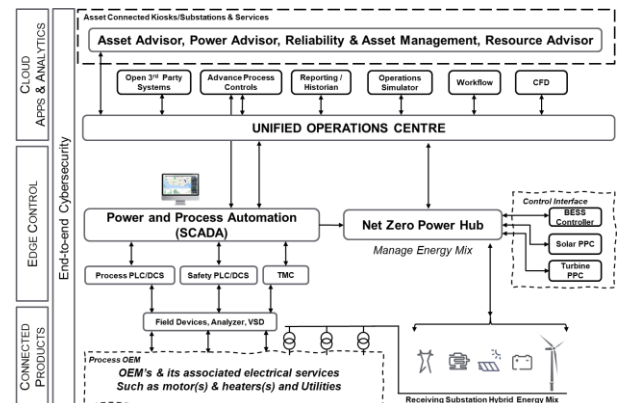 Asset Connected Kiosks/Substations & Services
Asset Advisor, Power Advisor, Reliability & Asset Management, Resource Advisor
CLOUD
APPS & ANALYTICS
Open 3rd Party
Systems
Advance Process
Controls
Reporting /
Historian
Operations
Simulator
Workflow
CFD
UNIFIED OPERATIONS CENTRE
End-to-end Cybersecurity
EDGE CONTROL
Power and Process Automation
(SCADA)
Net Zero Power Hub
Manage Energy Mix
Control Interface
BESS
Controller
Solar PPC
Turbine
PPC
Process PLC/DCS
Safety PLC/DCS
TMC
Field Devices, Analyzer, VSD
CONNECTED
PRODUCTS
Process OEM
OEM's & its associated electrical services
Such as motor(s) & heaters(s) and Utilities
Receiving Substation Hybrid Energy Mix